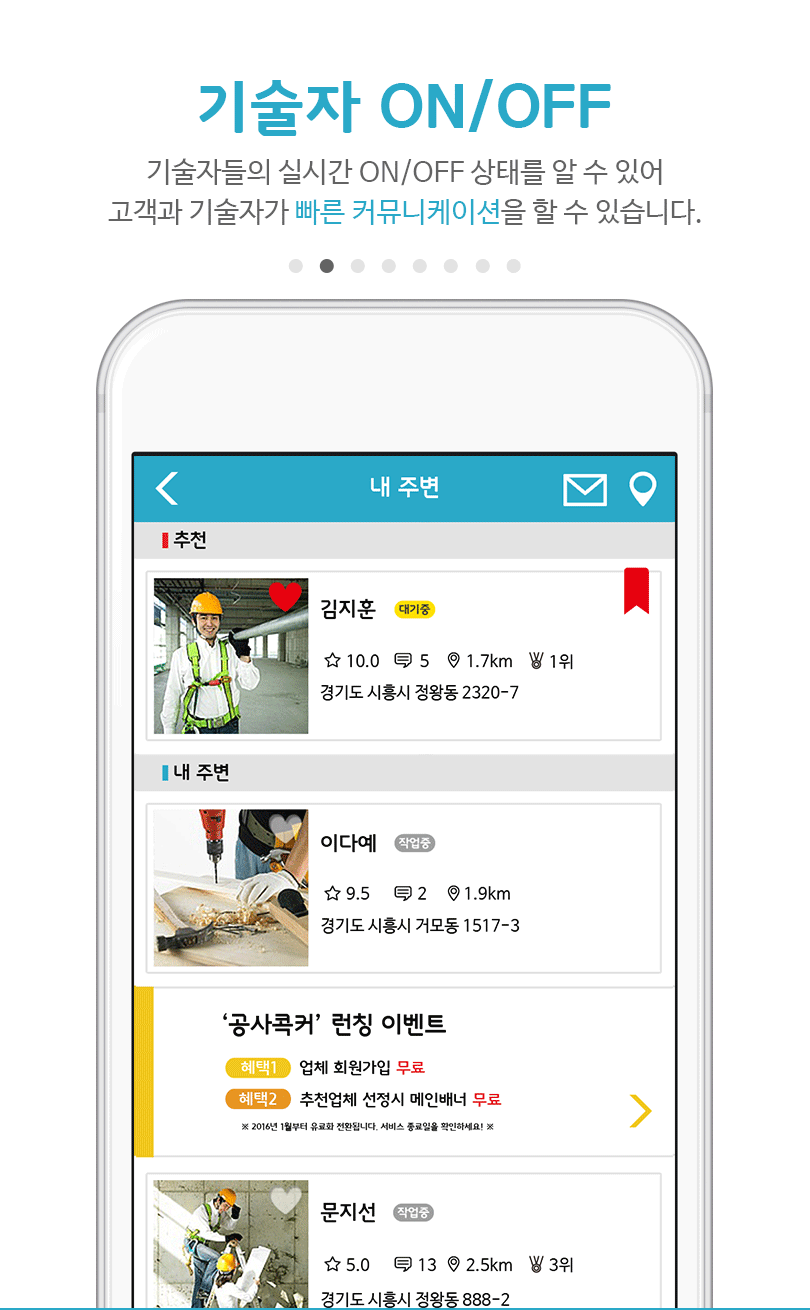 기술자 ON/OFF
기술자들의 실시간 ON/OFF 상태를 알 수 있어
고객과 기술자가 빠른 커뮤니케이션을 할 수 있습니다.
내 주변
추천
김지훈 대기중
10.0 5 1.7km 1위
경기도 시흥시 정왕동 2320-7
내 주변
이다예 작업중
9.5 2 1.9km
경기도 시흥시 거모동 1517-3
‘공사콕커’ 런칭 이벤트
혜택1 업체 회원가입 무료
혜택2 추천업체 선정시 메인배너 무료
※ 2016년 1월부터 유료화 전환됩니다. 서비스 종료일을 확인하세요! ※
문지선 작업중
5.0 13 2.5km 3위
경기도 시흥시 정왕동 888-2